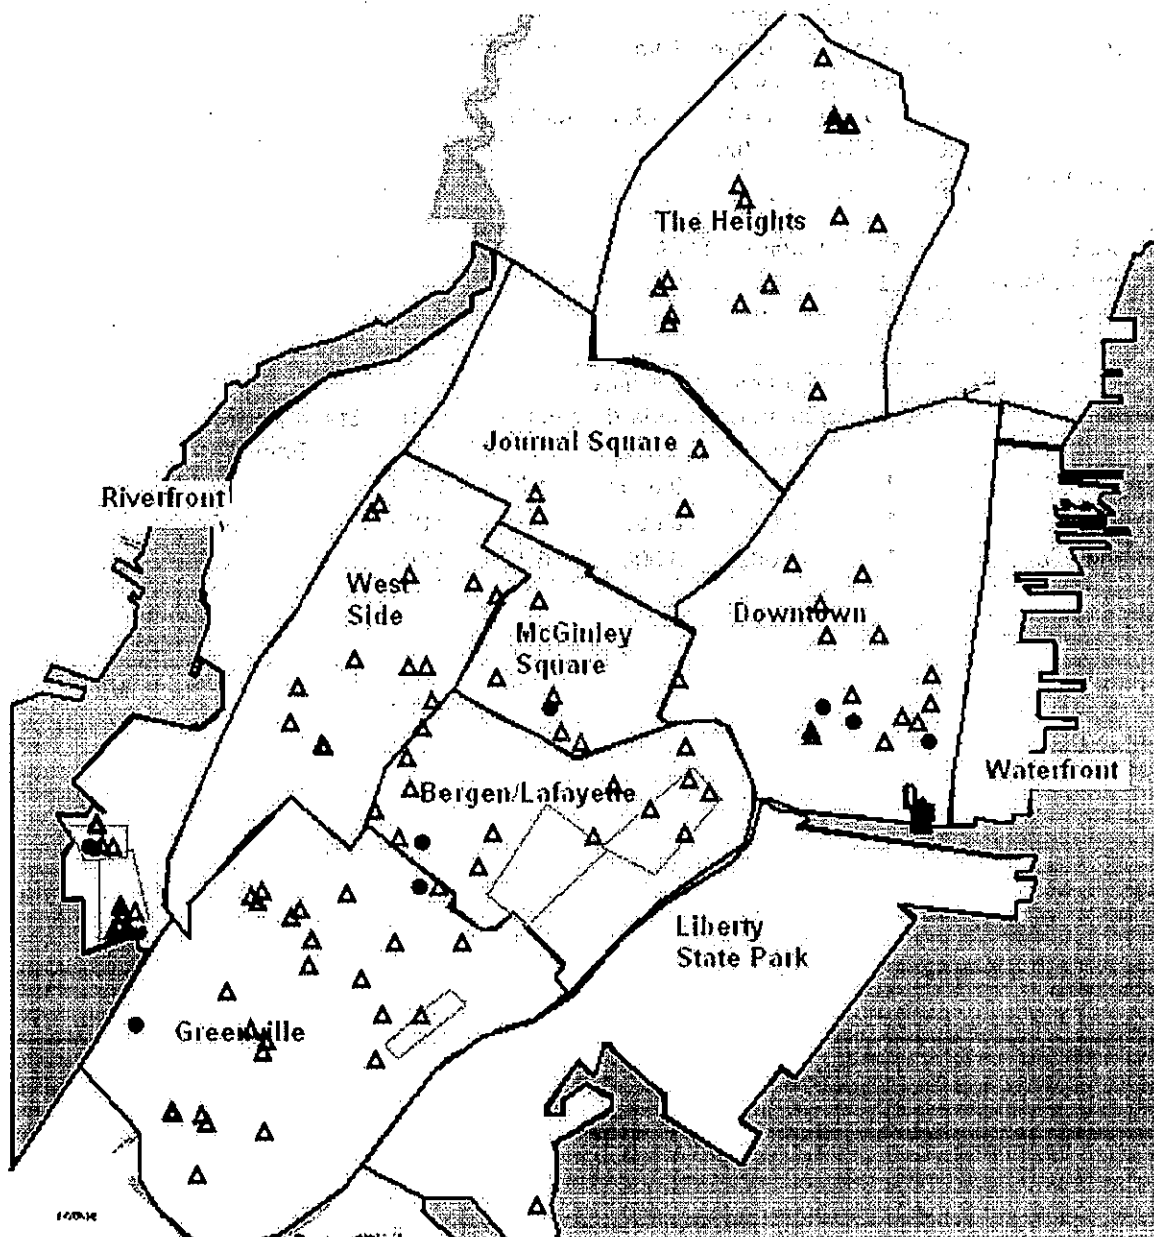 The Heights
Journal Square
Riverfront
West
Side
Downtown
McGinley
Square
Waterfront
Bergen/Lafayette
Liberty
State Park
Greenville